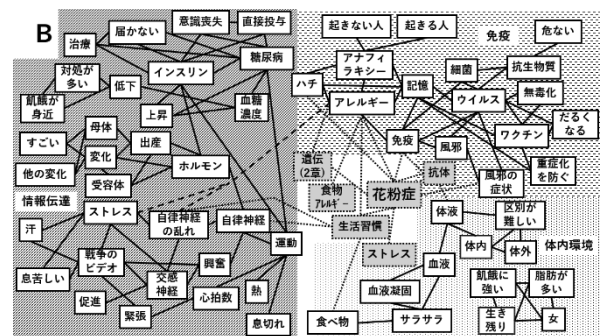 B
届かない
意識喪失
直接投与
治療
糖尿病
インスリン
対処が
多い
低下
飢餓が
身近
上昇
血糖
濃度
すごい
母体
出産
変化
ホルモン
他の変化
受容体
情報伝達
ストレス
自律神経
の乱れ
自律神経
汗
運動
戦争の
ビデオ
興奮
息苦しい
交感
神経
熱
促進
心拍数
緊張
息切れ
起きない人
起きる人
免疫
危ない
アナフィ
ラキシー
細菌
抗生物質
ハチ
記憶
無毒化
アレルギー
ウイルス
だるく
なる
ワクチン
免疫
風邪
重症化
を防ぐ
遺伝
(2章)
抗体
風邪の
症状
食物
ｱﾚﾙｷﾞｰ
花粉症
生活習慣
体液
区別が
難しい
ストレス
体内
体外
体内環境
血液
飢餓に
強い
脂肪が
多い
血液凝固
食べ物
サラサラ
生き
残り
女